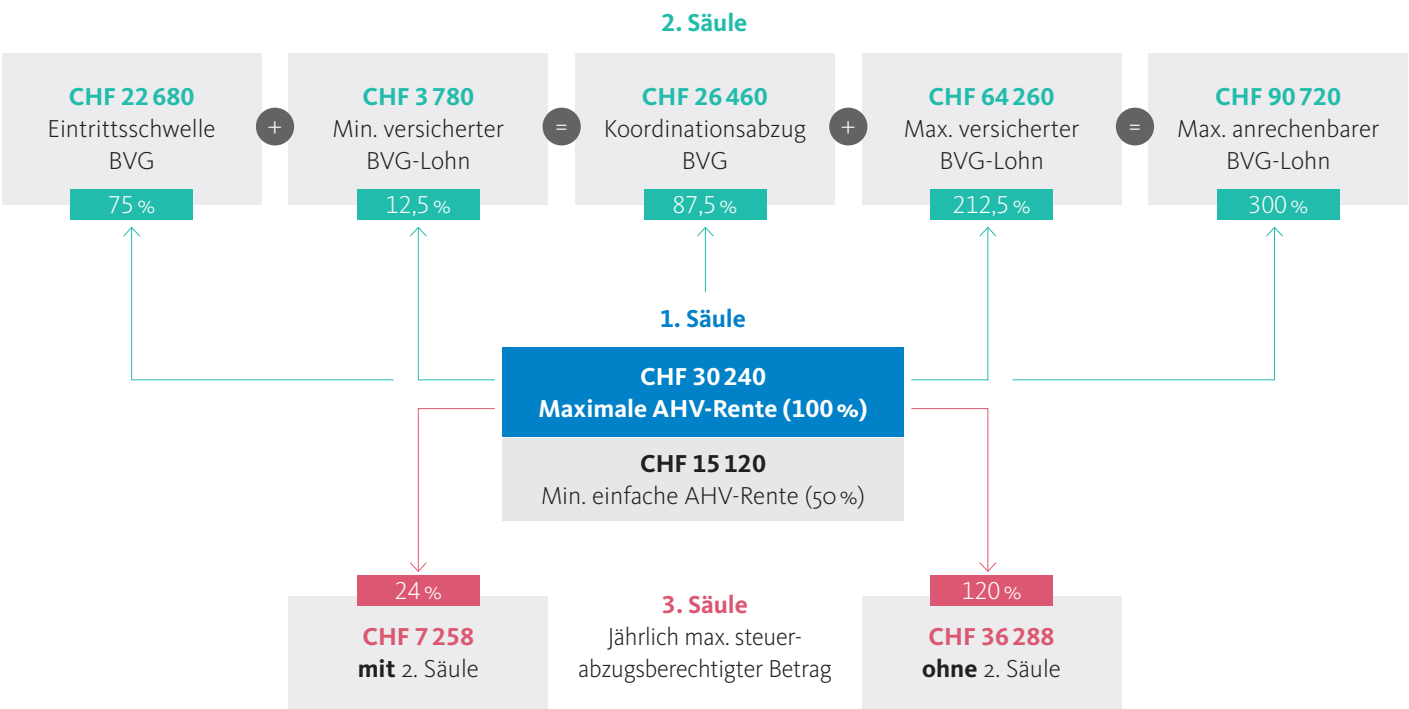 2. Säule
CHF 22 680
Eintrittsschwelle
BVG
75 %
+
CHF 3 780
Min. versicherter
BVG-Lohn
12,5 %
=
CHF 26 460
Koordinationsabzug
BVG
87,5 %
+
CHF 64 260
Max. versicherter
BVG-Lohn
212,5 %
=
CHF 90 720
Max. anrechenbarer
BVG-Lohn
300 %
1. Säule
CHF 30 240
Maximale AHV-Rente (100 %)
CHF 15 120
Min. einfache AHV-Rente (50 %)
24 %
CHF 7 258
mit 2. Säule
3. Säule
Jährlich max. steuer-
abzugsberechtigter Betrag
120 %
CHF 36 288
ohne 2. Säule